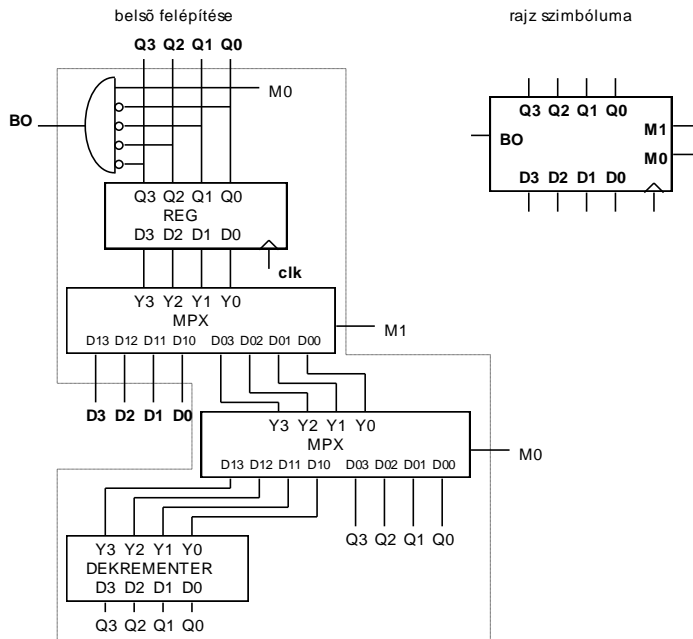 belső felépítése
rajz szimbóluma
Q3 Q2 Q1 Q0
M0
BO
Q3 Q2 Q1 Q0
REG
D3 D2 D1 D0
clk
Y3 Y2 Y1 Y0
MPX
D13 D12 D11 D10 D03 D02 D01 D00
M1
D3 D2 D1 D0
Y3 Y2 Y1 Y0
MPX
D13 D12 D11 D10 D03 D02 D01 D00
M0
Q3 Q2 Q1 Q0
Y3 Y2 Y1 Y0
DEKREMENTER
D3 D2 D1 D0
Q3 Q2 Q1 Q0
Q3 Q2 Q1 Q0
BO
M1
M0
D3 D2 D1 D0